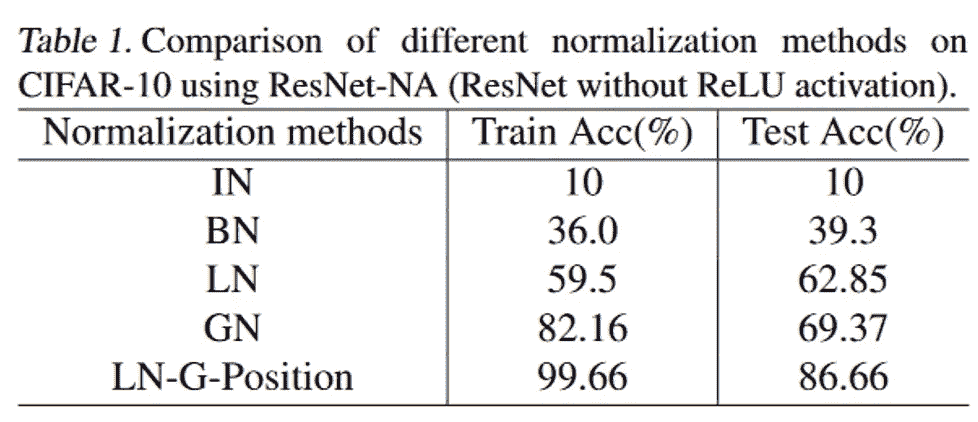 Table 1. Comparison of different normalization methods on
CIFAR-10 using ResNet-NA (ResNet without ReLU activation).
Normalization methods Train Acc(%) Test Acc(%)
IN 10 10
BN 36.0 39.3
LN 59.5 62.85
GN 82.16 69.37
LN-G-Position 99.66 86.66